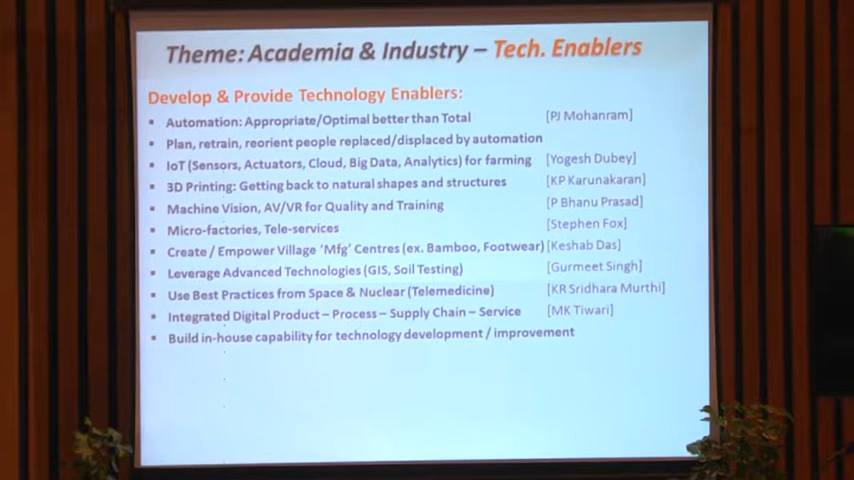 Theme: Academia & Industry – Tech. Enablers
Develop & Provide Technology Enablers:
▪ Automation: Appropriate/Optimal better than Total [PJ Mohanram]
▪ Plan, retrain, reorient people replaced/displaced by automation
▪ IoT (Sensors, Actuators, Cloud, Big Data, Analytics) for farming [Yogesh Dubey]
▪ 3D Printing: Getting back to natural shapes and structures [KP Karunakaran]
▪ Machine Vision, AV/VR for Quality and Training [P Bhanu Prasad]
▪ Micro-factories, Tele-services [Stephen Fox]
▪ Create / Empower Village 'Mfg' Centres (ex. Bamboo, Footwear) [Keshab Das]
▪ Leverage Advanced Technologies (GIS, Soil Testing) [Gurmeet Singh]
▪ Use Best Practices from Space & Nuclear (Telemedicine) [KR Sridhara Murthi]
▪ Integrated Digital Product – Process – Supply Chain – Service [MK Tiwari]
▪ Build in-house capability for technology development / improvement